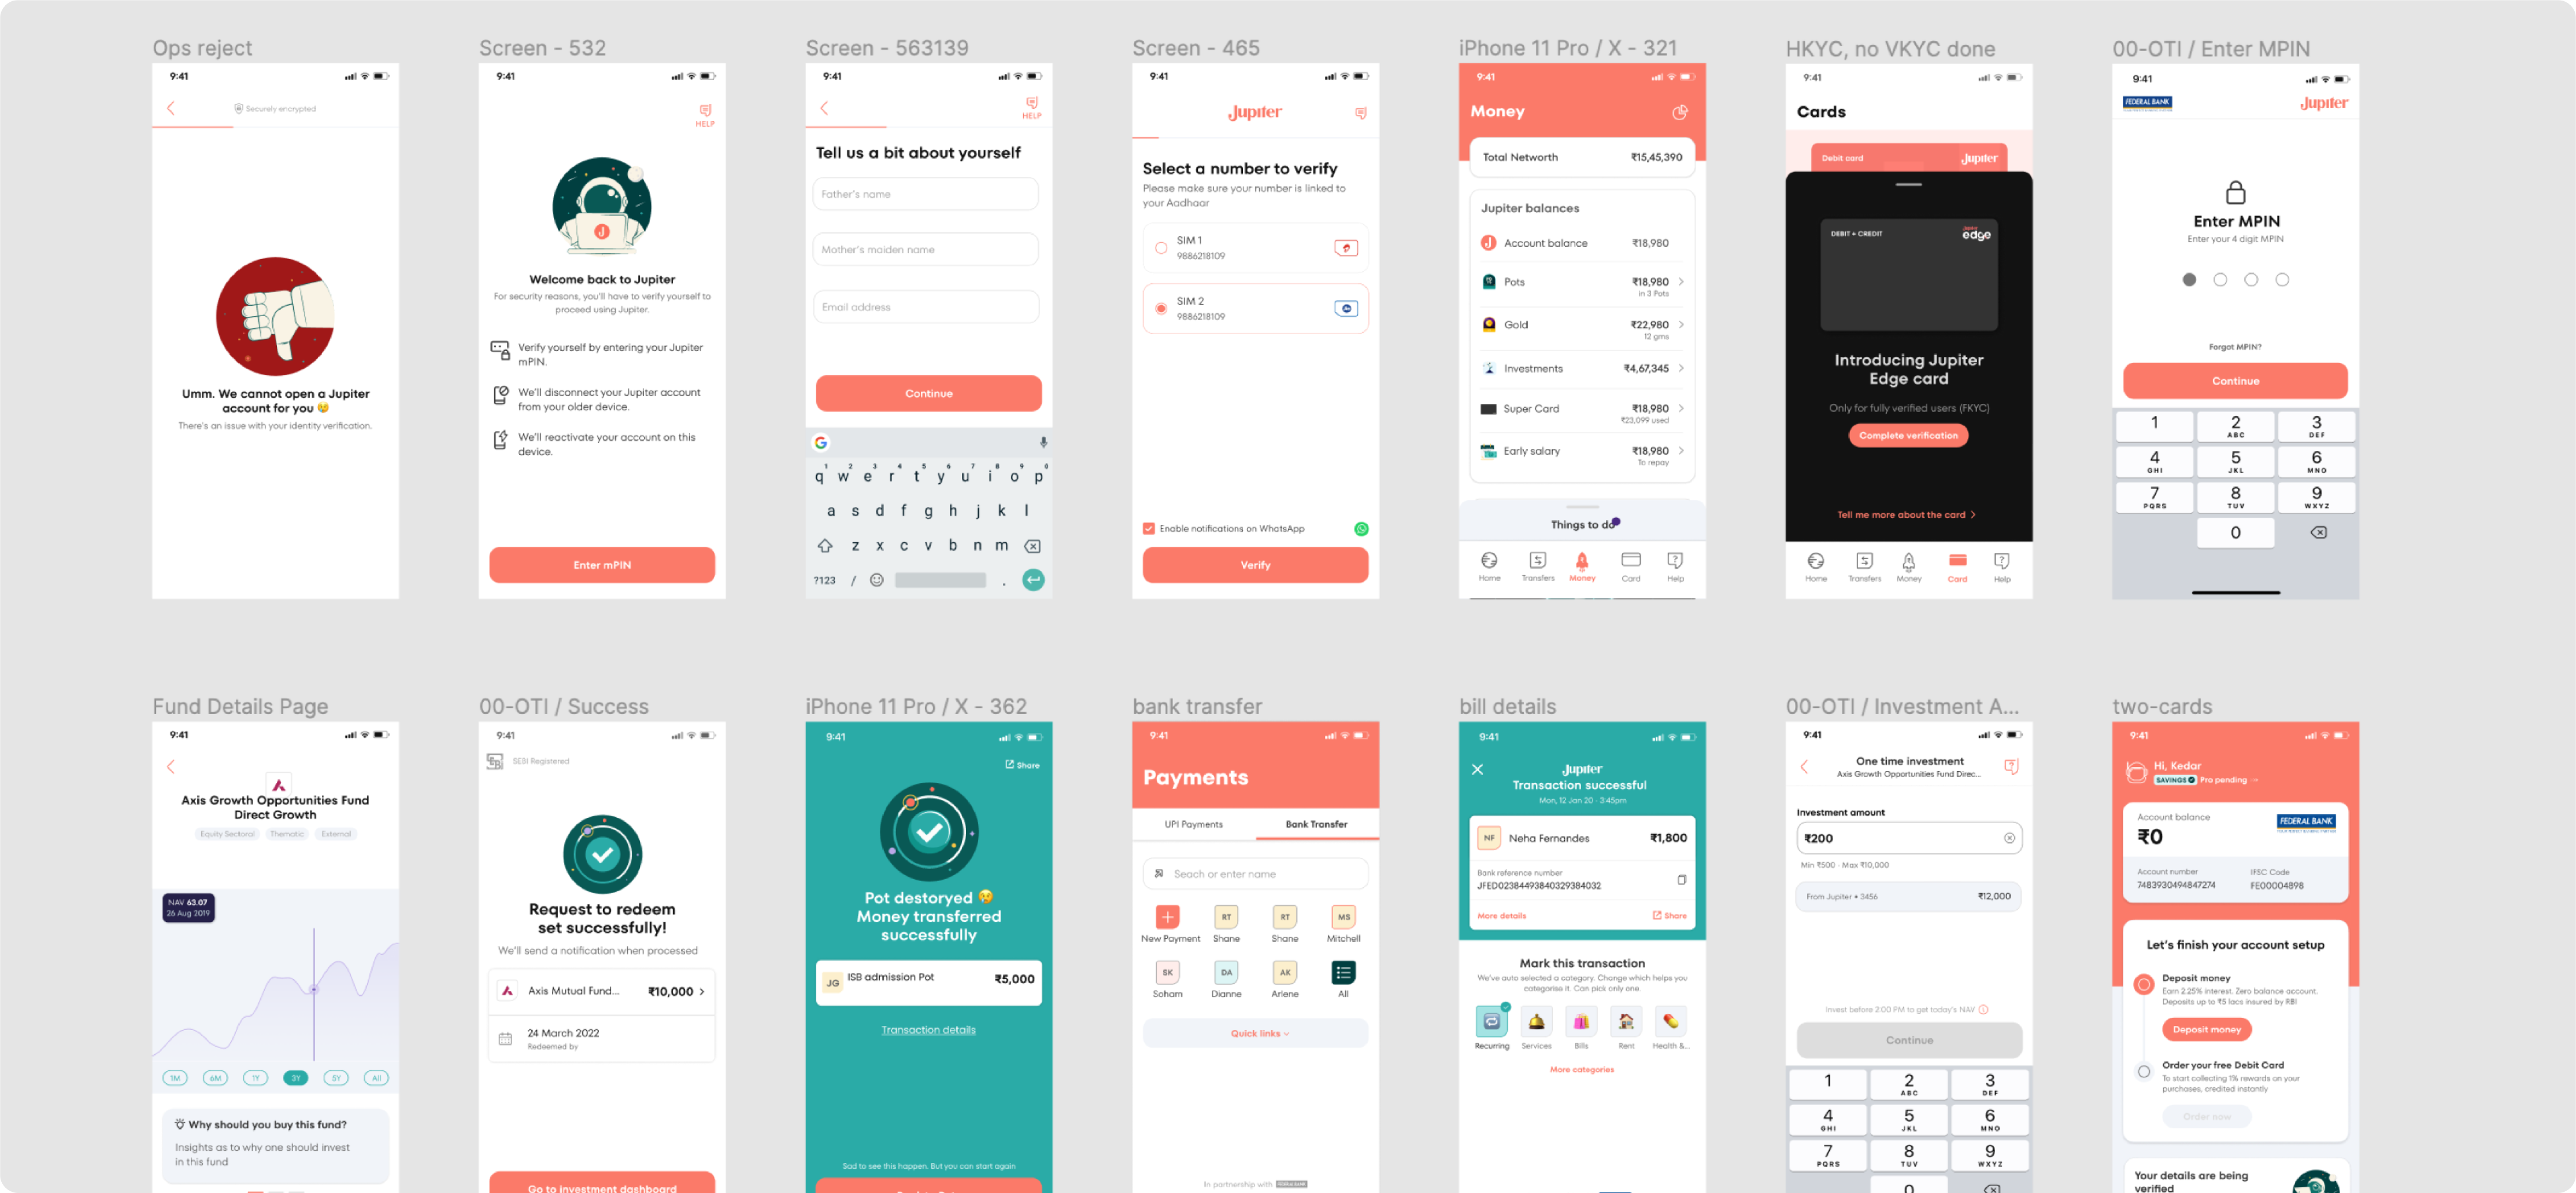 Ops reject
9:41
Securely encrypted
Umm. We cannot open a Jupiter
account for you
There's an issue with your identity verification.
Screen - 532
9:41
HELP
Welcome back to Jupiter
For security reasons, you'll have to verify yourself to
proceed using Jupiter.
Verify yourself by entering your Jupiter
mPIN.
We'll disconnect your Jupiter account
from your older device.
We'll reactivate your account on this
device.
Enter mPIN
Screen - 563139
9:41
HELP
Tell us a bit about yourself
Father's name
Mother's maiden name
Email address
Continue
1 2 3 4 5 6 7 8 9 0
q w e r t y u i o p
a s d f g h j k l
z x c v b n m
?123 / .
Screen - 465
9:41
Jupiter
Select a number to verify
Please make sure your number is linked to
your Aadhaar
SIM 1
9886218109
SIM 2
9886218109
Enable notifications on WhatsApp
Verify
iPhone 11 Pro / X - 321
9:41
Money
Total Networth ₹15,45,390
Jupiter balances
Account balance ₹18,980
Pots ₹18,980
in 3 Pots
Gold ₹22,980
12 gms
Investments ₹4,67,345
Super Card ₹18,980
₹23,099 used
Early salary ₹18,980
To repay
Things to do
Home Transfers Money Card Help
HKYC, no VKYC done
9:41
Cards
Debit card Jupiter
DEBIT + CREDIT edge
Introducing Jupiter
Edge card
Only for fully verified users (FKYC)
Complete verification
Tell me more about the card
Home Transfers Money Card Help
00-OTI / Enter MPIN
9:41
FEDERAL BANK Jupiter
Enter MPIN
Enter your 4 digit MPIN
Forgot MPIN?
Continue
1 2 3
ABC DEF
4 5 6
GHI JKL MNO
7 8 9
PQRS TUV WXYZ
0
Fund Details Page
9:41
Axis Growth Opportunities Fund
Direct Growth
Equity Sectoral Thematic External
NAV 63.07
26 Aug 2019
1M 6M 1Y 3Y 5Y All
Why should you buy this fund?
Insights as to why one should invest
in this fund
00-OTI / Success
9:41
SEBI Registered
Request to redeem
set successfully!
We'll send a notification when processed
Axis Mutual Fund... ₹10,000
24 March 2022
Redeemed by
Go to investment dashboard
iPhone 11 Pro / X - 362
9:41
Share
Pot destoryed
Money transferred
successfully
JG ISB admission Pot ₹5,000
Transaction details
Sad to see this happen. But you can start again
bank transfer
9:41
Payments
UPI Payments Bank Transfer
Seach or enter name
RT RT MS
New Payment Shane Shane Mitchell
SK DA AK
Soham Dianne Arlene All
Quick links
In partnership with FEDERAL BANK
bill details
9:41
Jupiter
Transaction successful
Mon, 12 Jan 20 · 3:45pm
NF Neha Fernandes ₹1,800
Bank reference number
JFED02384493840329384032
More details Share
Mark this transaction
We've auto selected a category. Change which helps you
categorise it. Can pick only one.
Recurring Services Bills Rent Health &...
More categories
00-OTI / Investment A...
9:41
One time investment
Axis Growth Opportunities Fund Direc...
Investment amount
₹200
Min ₹500 · Max ₹10,000
From Jupiter • 3456 ₹12,000
Invest before 2:00 PM to get today's NAV
Continue
1 2 3
ABC DEF
4 5 6
GHI JKL MNO
7 8 9
PQRS TUV WXYZ
0
two-cards
9:41
Hi, Kedar
SAVINGS Pro pending
Account balance FEDERAL BANK
₹0
Account number IFSC Code
7483930494847274 FE00004898
Let's finish your account setup
Deposit money
Earn 2.25% interest. Zero balance account.
Deposits up to ₹5 lacs insured by RBI
Deposit money
Order your free Debit Card
To start collecting 1% rewards on your
purchases, credited instantly
Order now
Your details are being
verified